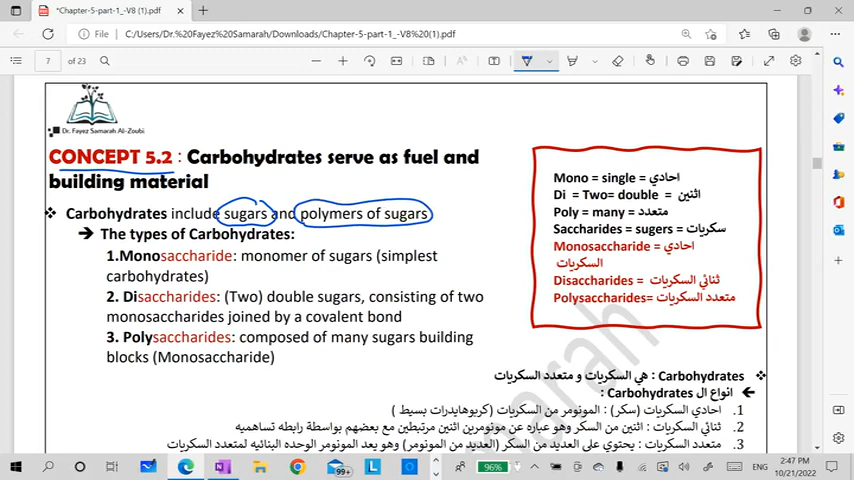 *Chapter-5-part-1_-V8 (1).pdf
File
C:/Users/Dr.%20Fayez%20Samarah/Downloads/Chapter-5-part-1_-V8%20(1).pdf
7 of 23
Dr. Fayez Samarah Al-Zoubi
CONCEPT 5.2 : Carbohydrates serve as fuel and
building material
Carbohydrates include sugars and polymers of sugars
The types of Carbohydrates:
1.Monosaccharide: monomer of sugars (simplest
carbohydrates)
2. Disaccharides: (Two) double sugars, consisting of two
monosaccharides joined by a covalent bond
3. Polysaccharides: composed of many sugars building
blocks (Monosaccharide)
Mono = single = احادي
Di = Two= double = اثنين
Poly = many = متعدد
Saccharides = sugers = سكريات
Monosaccharide = احادي
السكريات
Disaccharides = ثنائي السكريات
Polysaccharides= متعدد السكريات
Carbohydrates : هي السكريات و متعدد السكريات
انواع ال Carbohydrates :
1. احادي السكريات (سكر) : المونومر من السكريات (كربوهايدرات بسيط )
2. ثنائي السكريات : اثنين من السكر وهو عباره عن مونومرين اثنين مرتبطين مع بعضهم بواسطة رابطه تساهميه
3. متعدد السكريات : يحتوي على العديد من السكر (العديد من المونومر) وهو يعد المونومر الوحده البنائيه لمتعدد السكريات
marah
99+
96%
ENG
2:47 PM
10/21/2022